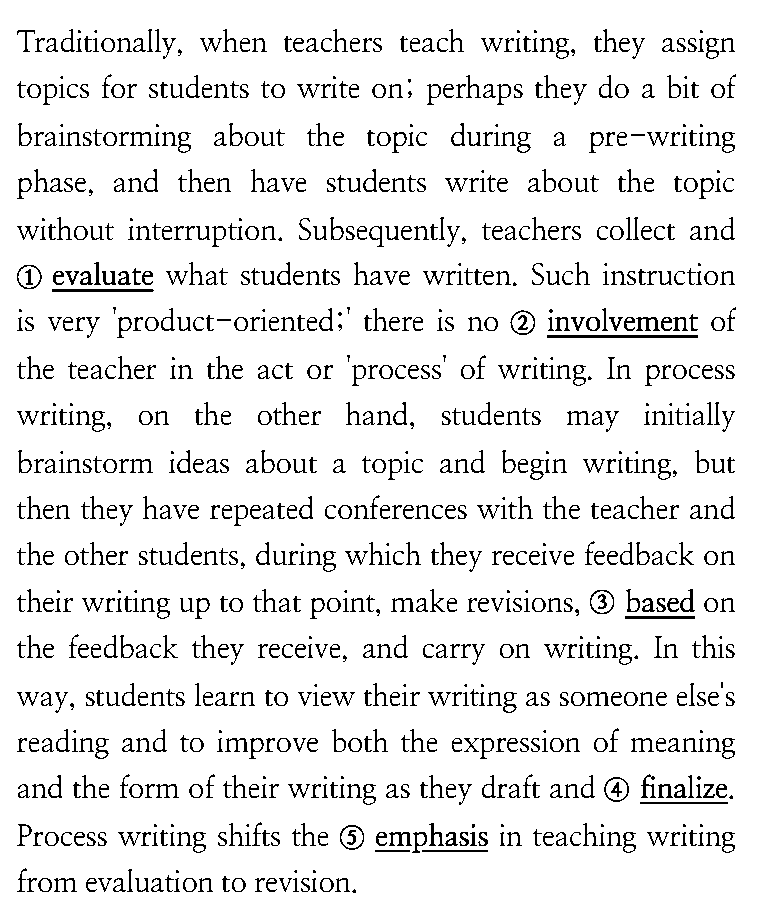 Traditionally, when teachers teach writing, they assign
topics for students to write on; perhaps they do a bit of
brainstorming about the topic during a pre-writing
phase, and then have students write about the topic
without interruption. Subsequently, teachers collect and
① evaluate what students have written. Such instruction
is very 'product-oriented;' there is no ② involvement of
the teacher in the act or 'process' of writing. In process
writing, on the other hand, students may initially
brainstorm ideas about a topic and begin writing, but
then they have repeated conferences with the teacher and
the other students, during which they receive feedback on
their writing up to that point, make revisions, ③ based on
the feedback they receive, and carry on writing. In this
way, students learn to view their writing as someone else's
reading and to improve both the expression of meaning
and the form of their writing as they draft and ④ finalize.
Process writing shifts the ⑤ emphasis in teaching writing
from evaluation to revision.